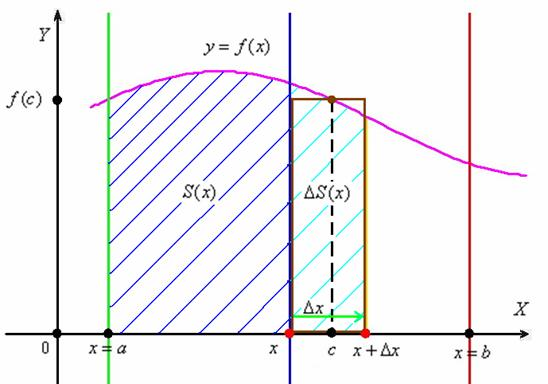 Y
y = f(x)
f(c)
S(x)
ΔS(x)
Δx
X
0
x = a
x
c
x + Δx
x = b